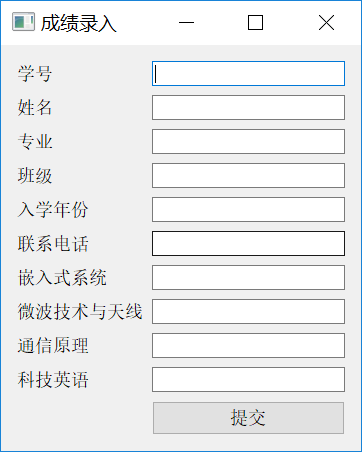 成绩录入
学号
姓名
专业
班级
入学年份
联系电话
嵌入式系统
微波技术与天线
通信原理
科技英语
提交